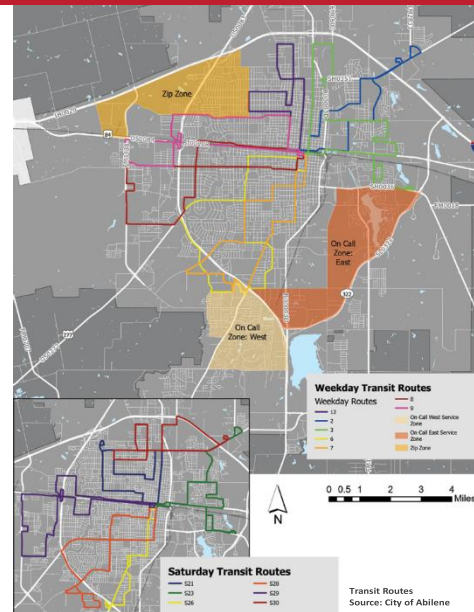 Zip Zone
84
On Call
Zone:
East
322
277
On Call
Zone: West
Weekday Transit Routes
Weekday Routes
12
2
3
6
7
8
9
On-Call West Service
Zone
On-Call East Service
Zone
Zip Zone
N
0 0.5 1 2 3 4
Miles
Saturday Transit Routes
S21
S23
S26
S28
S29
S30
Transit Routes
Source: City of Abilene